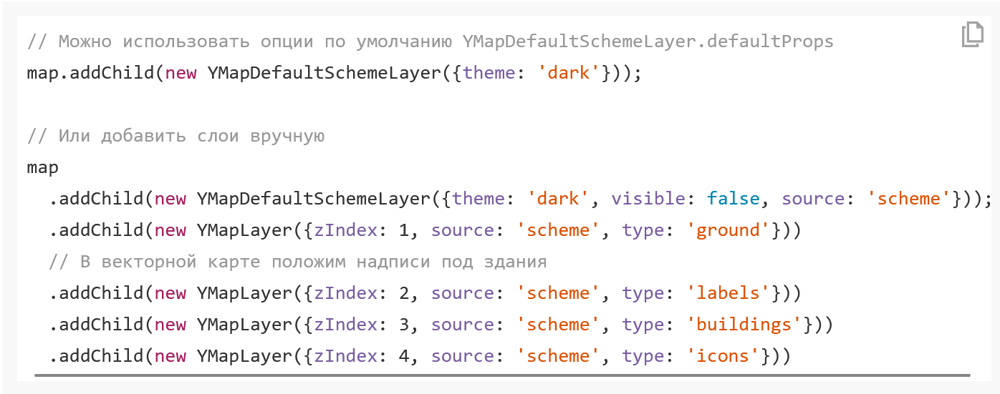 // Можно использовать опции по умолчанию YMapDefaultSchemeLayer.defaultProps
map.addChild(new YMapDefaultSchemeLayer({theme: 'dark'}));
// Или добавить слои вручную
map
.addChild(new YMapDefaultSchemeLayer({theme: 'dark', visible: false, source: 'scheme'}));
.addChild(new YMapLayer({zIndex: 1, source: 'scheme', type: 'ground'}))
// В векторной карте положим надписи под здания
.addChild(new YMapLayer({zIndex: 2, source: 'scheme', type: 'labels'}))
.addChild(new YMapLayer({zIndex: 3, source: 'scheme', type: 'buildings'}))
.addChild(new YMapLayer({zIndex: 4, source: 'scheme', type: 'icons'}))